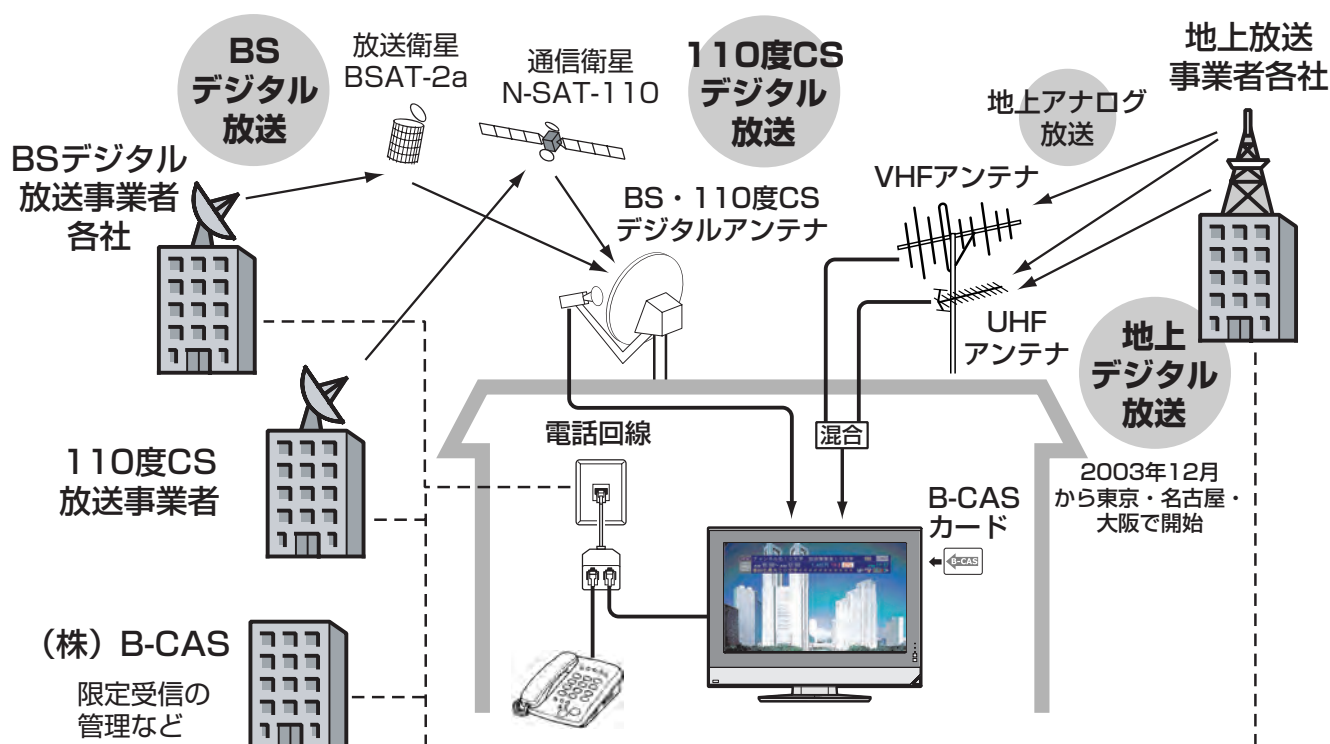 BS
デジタル
放送
放送衛星
BSAT-2a
通信衛星
N-SAT-110
110度CS
デジタル
放送
地上アナログ
放送
地上放送
事業者各社
BSデジタル
放送事業者
各社
BS・110度CS
デジタルアンテナ
VHFアンテナ
UHF
アンテナ
地上
デジタル
放送
2003年12月
から東京・名古屋・
大阪で開始
110度CS
放送事業者
電話回線
混合
B-CAS
カード
B-CAS
(株)B-CAS
限定受信の
管理など